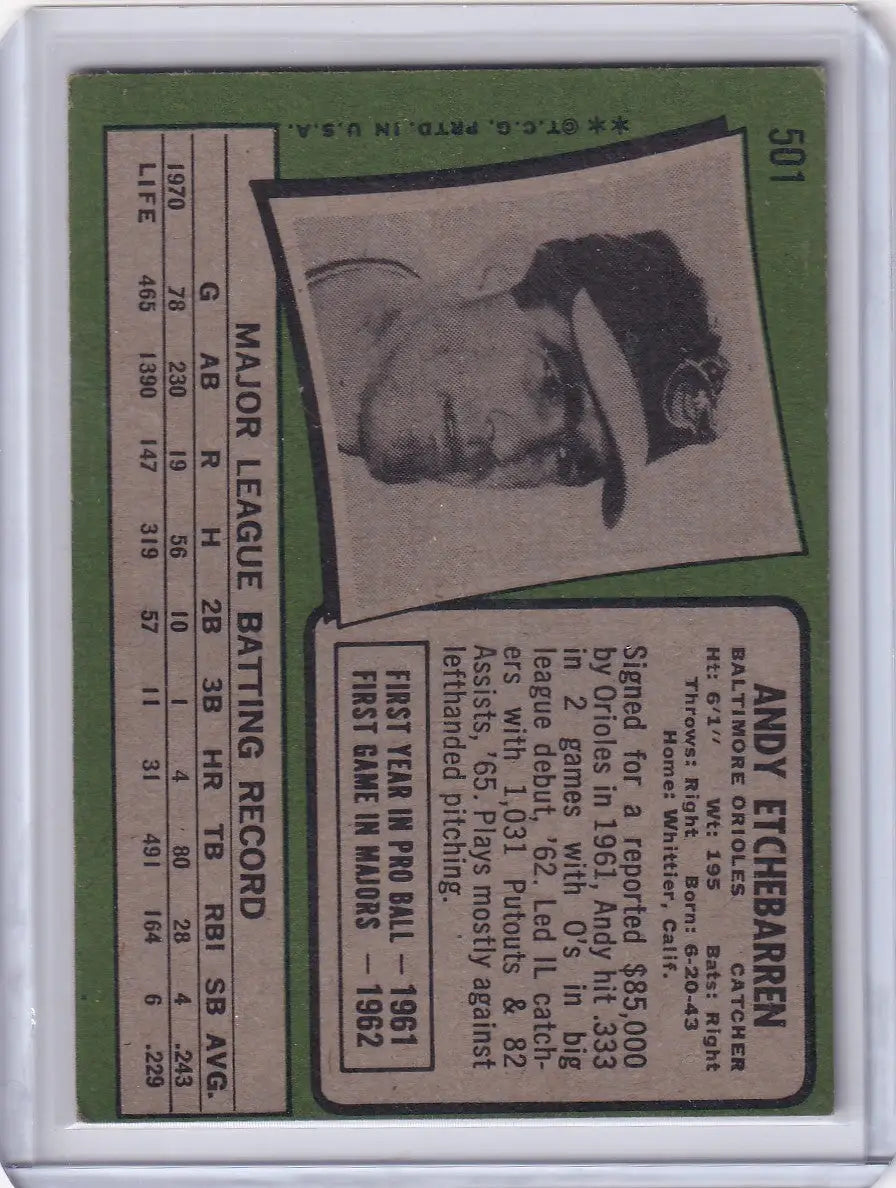 501
**©T.C.G. PRTD. IN U.S.A.
ANDY ETCHEBARREN
BALTIMORE ORIOLES CATCHER
Ht: 6'1" Wt: 195 Bats: Right
Throws: Right Born: 6-20-43
Home: Whittier, Calif.
Signed for a reported $85,000
by Orioles in 1961, Andy hit .333
in 2 games with O's in big
league debut, '62. Led IL catch-
ers with 1,031 Putouts & 82
Assists, '65. Plays mostly against
lefthanded pitching.
FIRST YEAR IN PRO BALL — 1961
FIRST GAME IN MAJORS — 1962
MAJOR LEAGUE BATTING RECORD
G AB R H 2B 3B HR TB RBI SB AVG.
1970 78 230 19 56 10 1 4 80 28 4 .243
LIFE 465 1390 147 319 57 11 31 491 164 6 .229